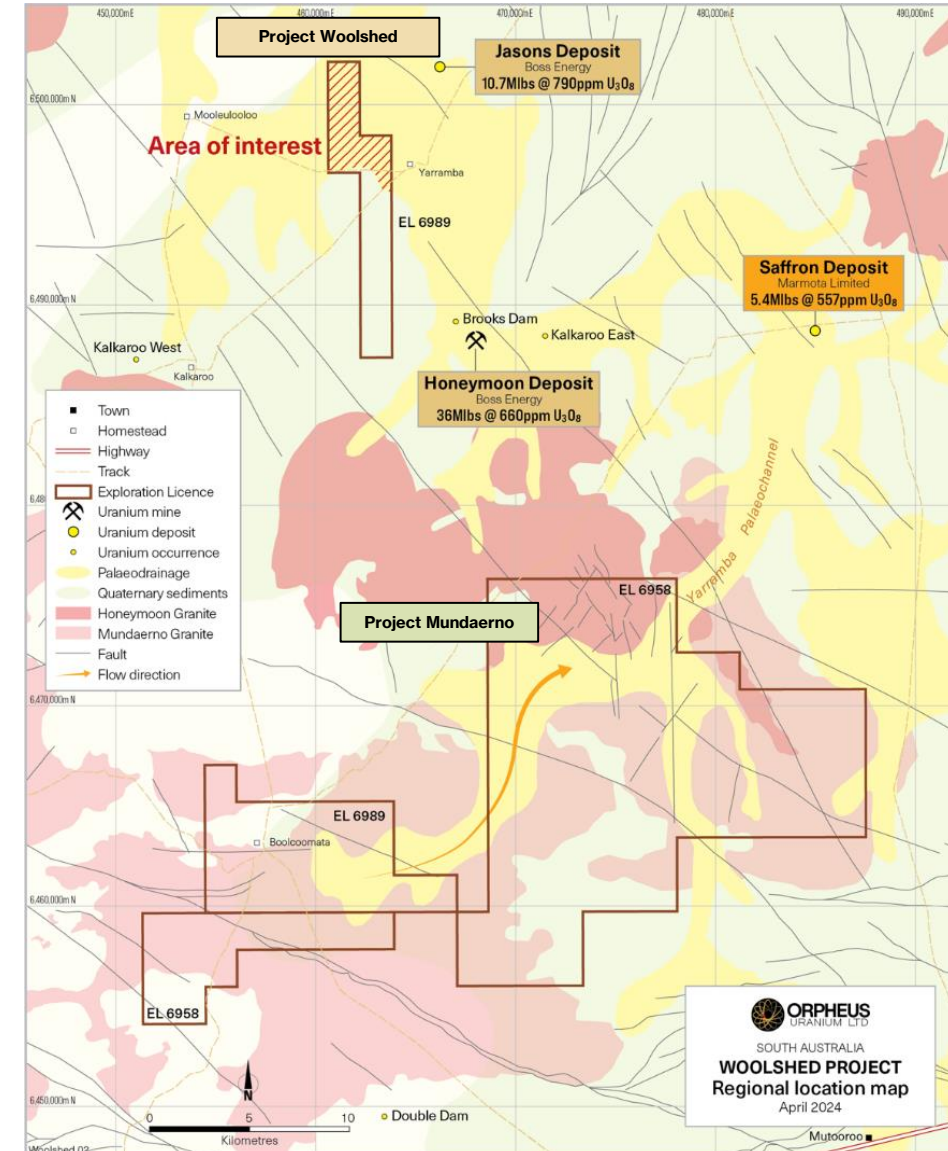 450,000mE
460,000mE
470,000mE
480,000mE
490,000mE
Project Woolshed
Jasons Deposit
Boss Energy
10.7Mlbs @ 790ppm U₃O₈
6,500,000m N
Mooleulooloo
Area of interest
Yarramba
EL 6989
Saffron Deposit
Marmota Limited
5.4Mlbs @ 557ppm U₃O₈
6,490,000m N
Brooks Dam
Kalkaroo East
Kalkaroo West
Kalkaroo
Honeymoon Deposit
Boss Energy
36Mlbs @ 660ppm U₃O₈
Town
Homestead
Highway
Track
Exploration Licence
Uranium mine
Uranium deposit
Uranium occurrence
Palaeodrainage
Quaternary sediments
Honeymoon Granite
Mundaerno Granite
Fault
Flow direction
6,48
Yarramba Palaeochannel
EL 6958
Project Mundaerno
6,470,000m N
EL 6989
Boolcoomata
6,460,000m N
EL 6958
ORPHEUS
URANIUM LTD
SOUTH AUSTRALIA
WOOLSHED PROJECT
Regional location map
April 2024
N
6,450,000m N
0 5 10
Kilometres
Double Dam
Mutooroo
Woolshed 02